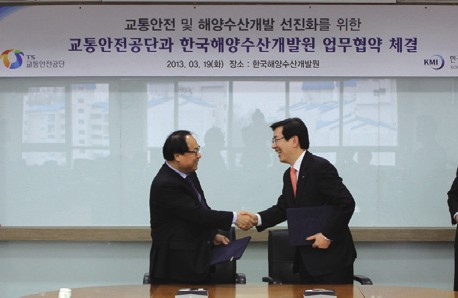 교통안전 및 해양수산개발 선진화를 위한
교통안전공단과 한국해양수산개발원 업무협약 체결
2013. 03. 19(화) 장소 : 한국해양수산개발원
TS
교통안전공단
KMI